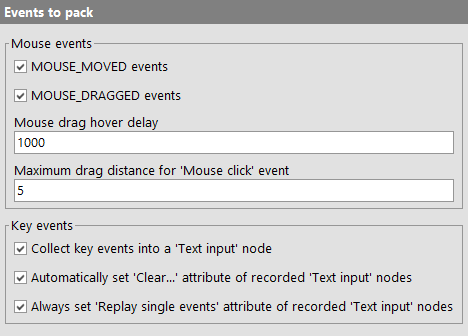 Events to pack
Mouse events
MOUSE_MOVED events
MOUSE_DRAGGED events
Mouse drag hover delay
1000
Maximum drag distance for 'Mouse click' event
5
Key events
Collect key events into a 'Text input' node
Automatically set 'Clear...' attribute of recorded 'Text input' nodes
Always set 'Replay single events' attribute of recorded 'Text input' nodes